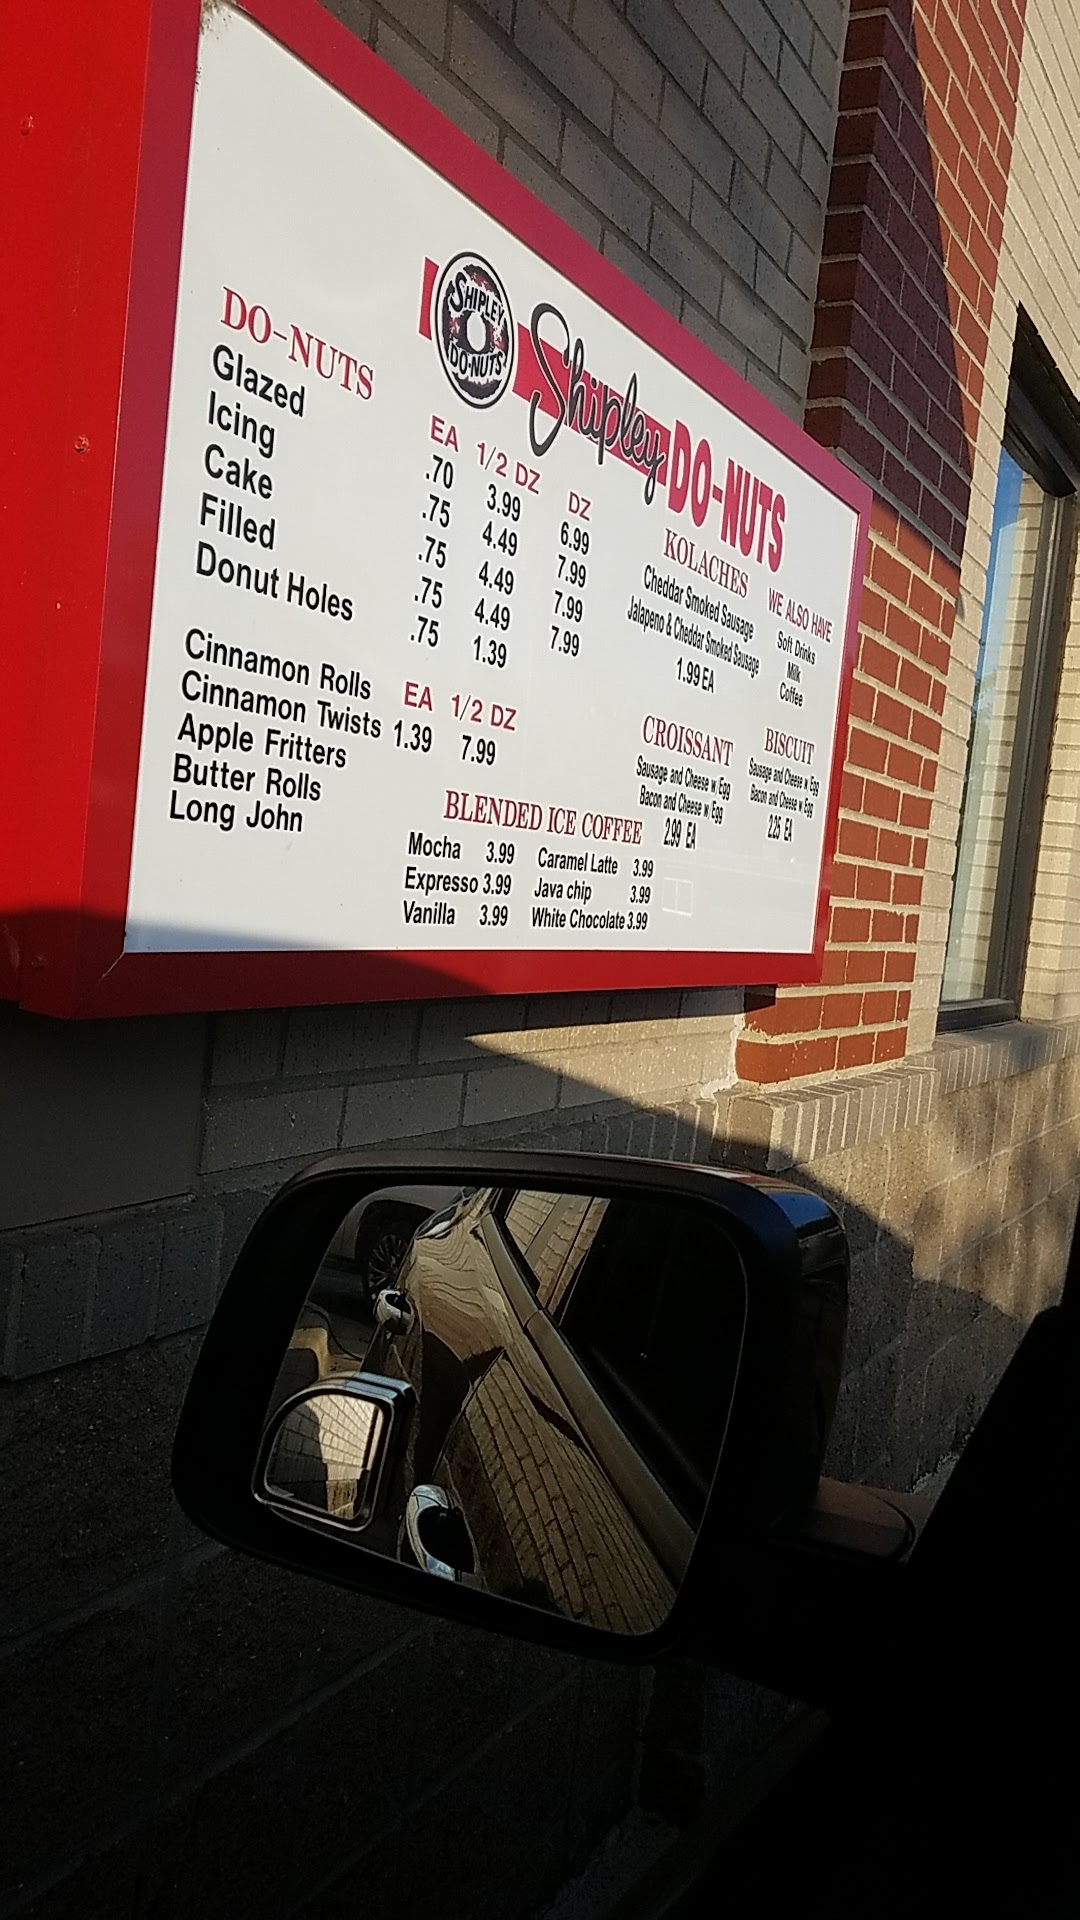 SHIPLEY
DO-NUTS
Shipley DO-NUTS
DO-NUTS EA 1/2 DZ DZ
Glazed .70 3.99 6.99
Icing .75 4.49 7.99
Cake .75 4.49 7.99
Filled .75 4.49 7.99
Donut Holes .75 1.39
EA 1/2 DZ
Cinnamon Rolls
Cinnamon Twists 1.39 7.99
Apple Fritters
Butter Rolls
Long John
KOLACHES
Cheddar Smoked Sausage
Jalapeno & Cheddar Smoked Sausage
1.99 EA
WE ALSO HAVE
Soft Drinks
Milk
Coffee
CROISSANT
Sausage and Cheese w/ Egg
Bacon and Cheese w/ Egg
2.99 EA
BISCUIT
Sausage and Cheese w/ Egg
Bacon and Cheese w/ Egg
2.25 EA
BLENDED ICE COFFEE
Mocha 3.99 Caramel Latte 3.99
Expresso 3.99 Java chip 3.99
Vanilla 3.99 White Chocolate 3.99